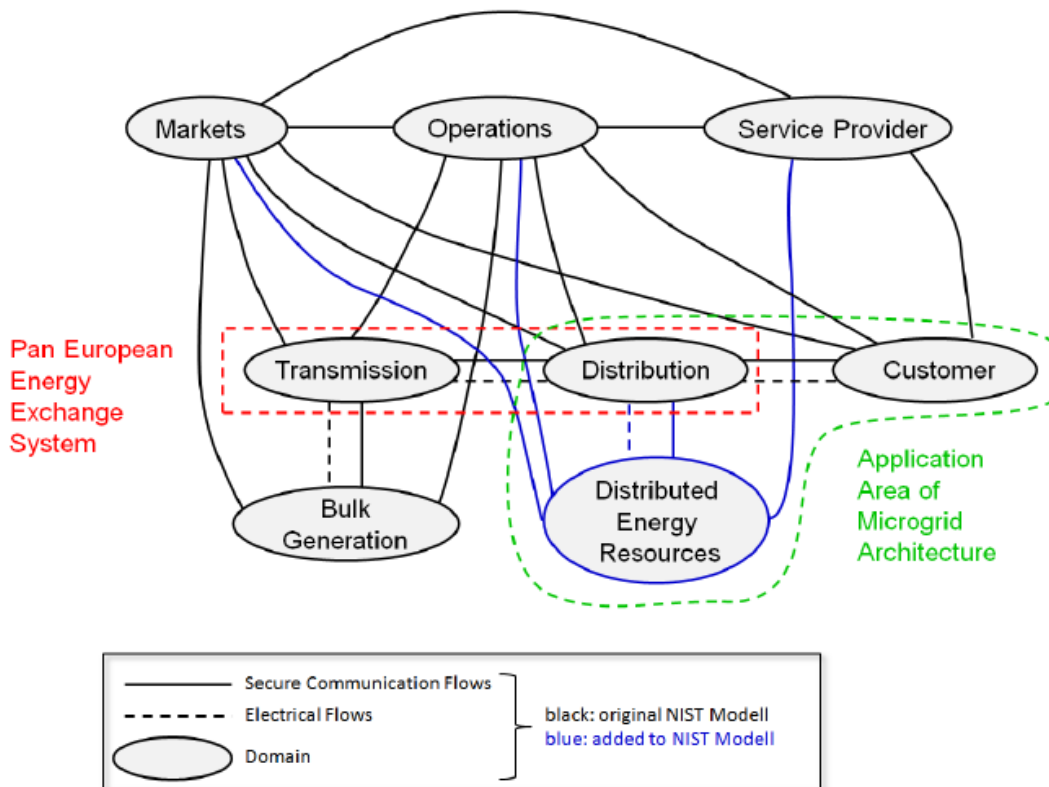 Markets
Operations
Service Provider
Pan European
Energy
Exchange
System
Transmission
Distribution
Customer
Bulk
Generation
Distributed
Energy
Resources
Application
Area of
Microgrid
Architecture
Secure Communication Flows
Electrical Flows
Domain
black: original NIST Modell
blue: added to NIST Modell